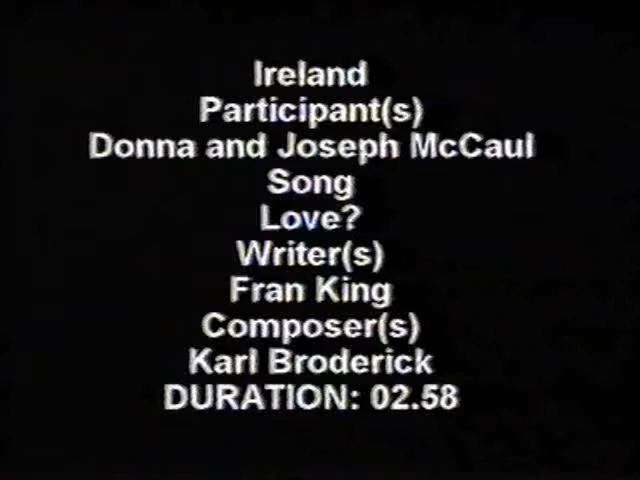 Ireland
Participant(s)
Donna and Joseph McCaul
Song
Love?
Writer(s)
Fran King
Composer(s)
Karl Broderick
DURATION: 02.58